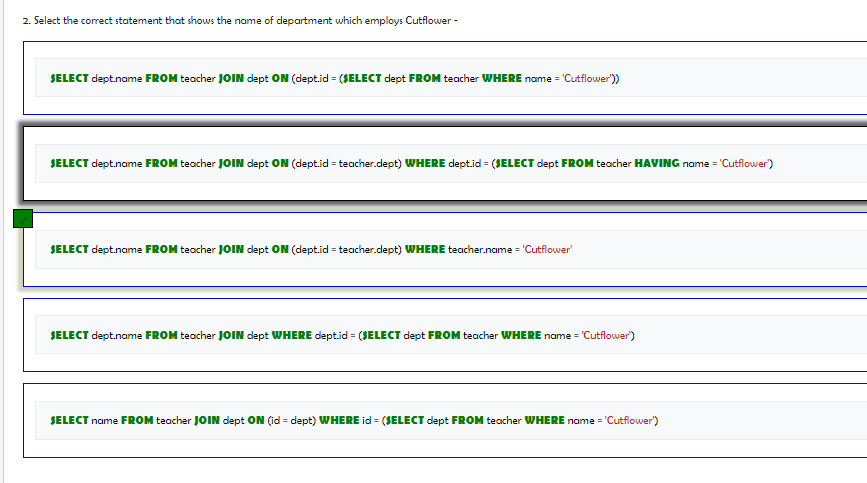 2. Select the correct statement that shows the name of department which employs Cutflower -
SELECT dept.name FROM teacher JOIN dept ON (dept.id = (SELECT dept FROM teacher WHERE name = 'Cutflower'))
SELECT dept.name FROM teacher JOIN dept ON (dept.id = teacher.dept) WHERE dept.id = (SELECT dept FROM teacher HAVING name = 'Cutflower')
SELECT dept.name FROM teacher JOIN dept ON (dept.id = teacher.dept) WHERE teacher.name = 'Cutflower'
SELECT dept.name FROM teacher JOIN dept WHERE dept.id = (SELECT dept FROM teacher WHERE name = 'Cutflower')
SELECT name FROM teacher JOIN dept ON (id = dept) WHERE id = (SELECT dept FROM teacher WHERE name = 'Cutflower')